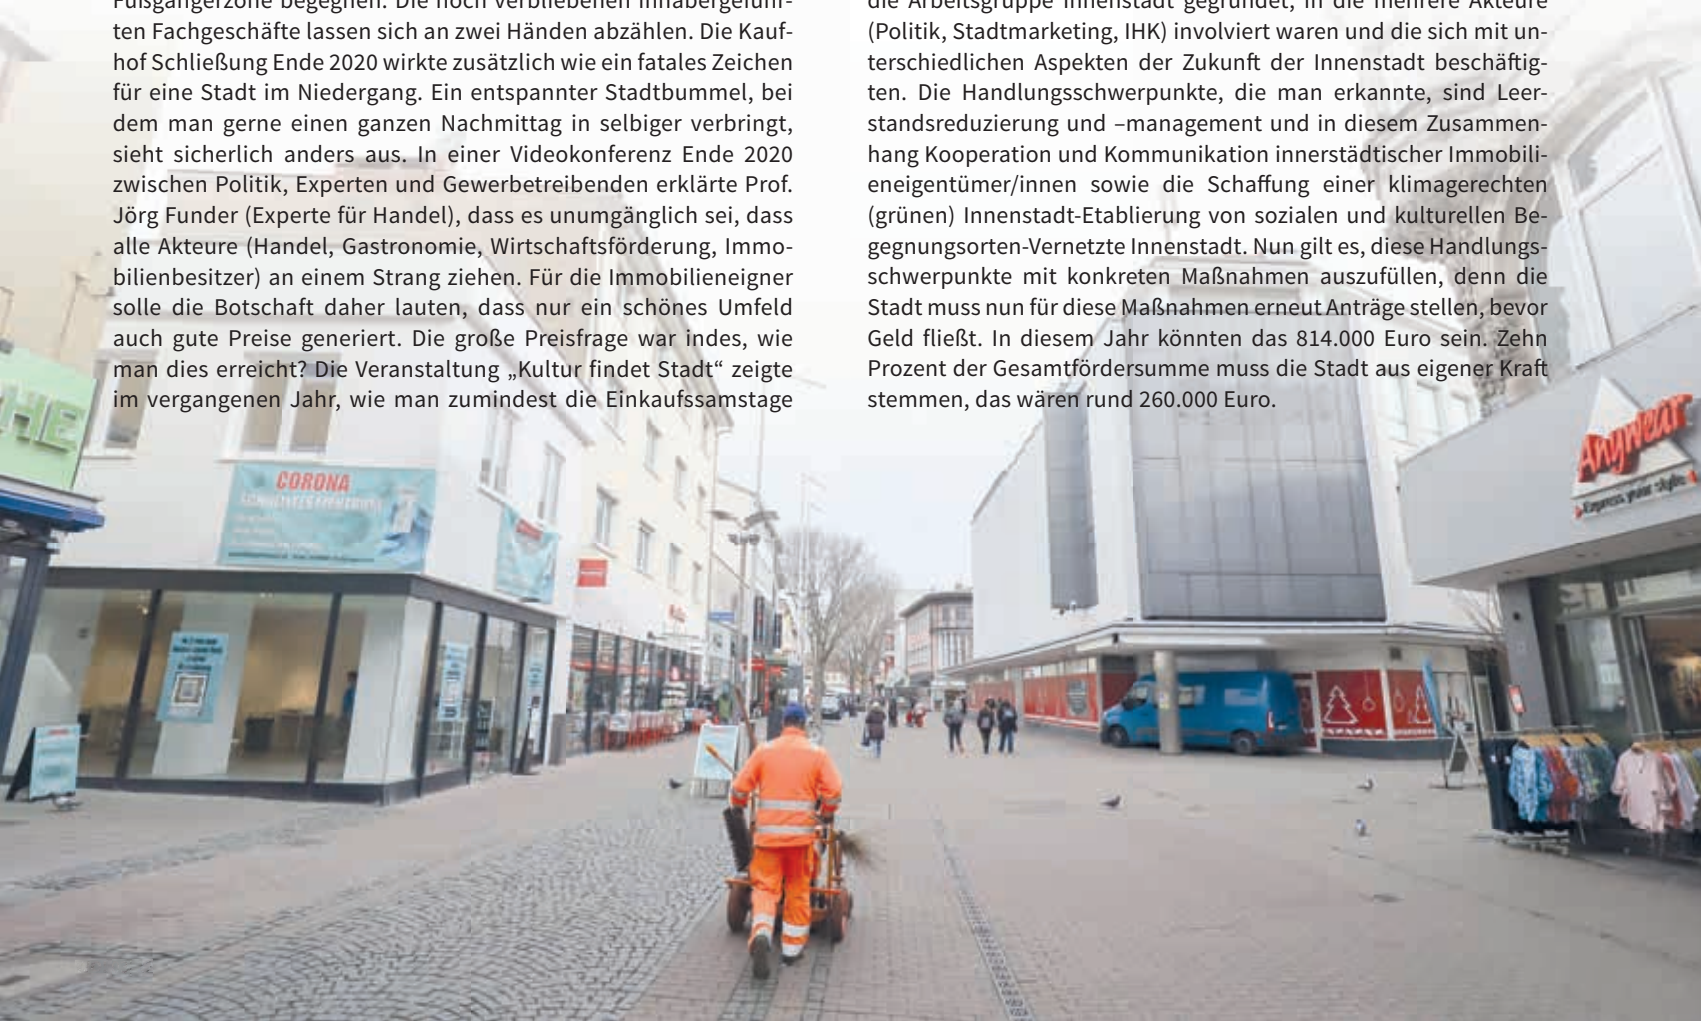 Fußgängerzone begegnen. Die noch verbliebenen inhabergeführ-
ten Fachgeschäfte lassen sich an zwei Händen abzählen. Die Kauf-
hof Schließung Ende 2020 wirkte zusätzlich wie ein fatales Zeichen
für eine Stadt im Niedergang. Ein entspannter Stadtbummel, bei
dem man gerne einen ganzen Nachmittag in selbiger verbringt,
sieht sicherlich anders aus. In einer Videokonferenz Ende 2020
zwischen Politik, Experten und Gewerbetreibenden erklärte Prof.
Jörg Funder (Experte für Handel), dass es unumgänglich sei, dass
alle Akteure (Handel, Gastronomie, Wirtschaftsförderung, Immo-
bilienbesitzer) an einem Strang ziehen. Für die Immobilieneigner
solle die Botschaft daher lauten, dass nur ein schönes Umfeld
auch gute Preise generiert. Die große Preisfrage war indes, wie
man dies erreicht? Die Veranstaltung „Kultur findet Stadt“ zeigte
im vergangenen Jahr, wie man zumindest die Einkaufssamstage
die Arbeitsgruppe Innenstadt gegründet, in die mehrere Akteure
(Politik, Stadtmarketing, IHK) involviert waren und die sich mit un-
terschiedlichen Aspekten der Zukunft der Innenstadt beschäftig-
ten. Die Handlungsschwerpunkte, die man erkannte, sind Leer-
standsreduzierung und –management und in diesem Zusammen-
hang Kooperation und Kommunikation innerstädtischer Immobili-
eneigentümer/innen sowie die Schaffung einer klimagerechten
(grünen) Innenstadt-Etablierung von sozialen und kulturellen Be-
gegnungsorten-Vernetzte Innenstadt. Nun gilt es, diese Handlungs-
schwerpunkte mit konkreten Maßnahmen auszufüllen, denn die
Stadt muss nun für diese Maßnahmen erneut Anträge stellen, bevor
Geld fließt. In diesem Jahr könnten das 814.000 Euro sein. Zehn
Prozent der Gesamtfördersumme muss die Stadt aus eigener Kraft
stemmen, das wären rund 260.000 Euro.
CHE
CORONA
Anywear
Express your style